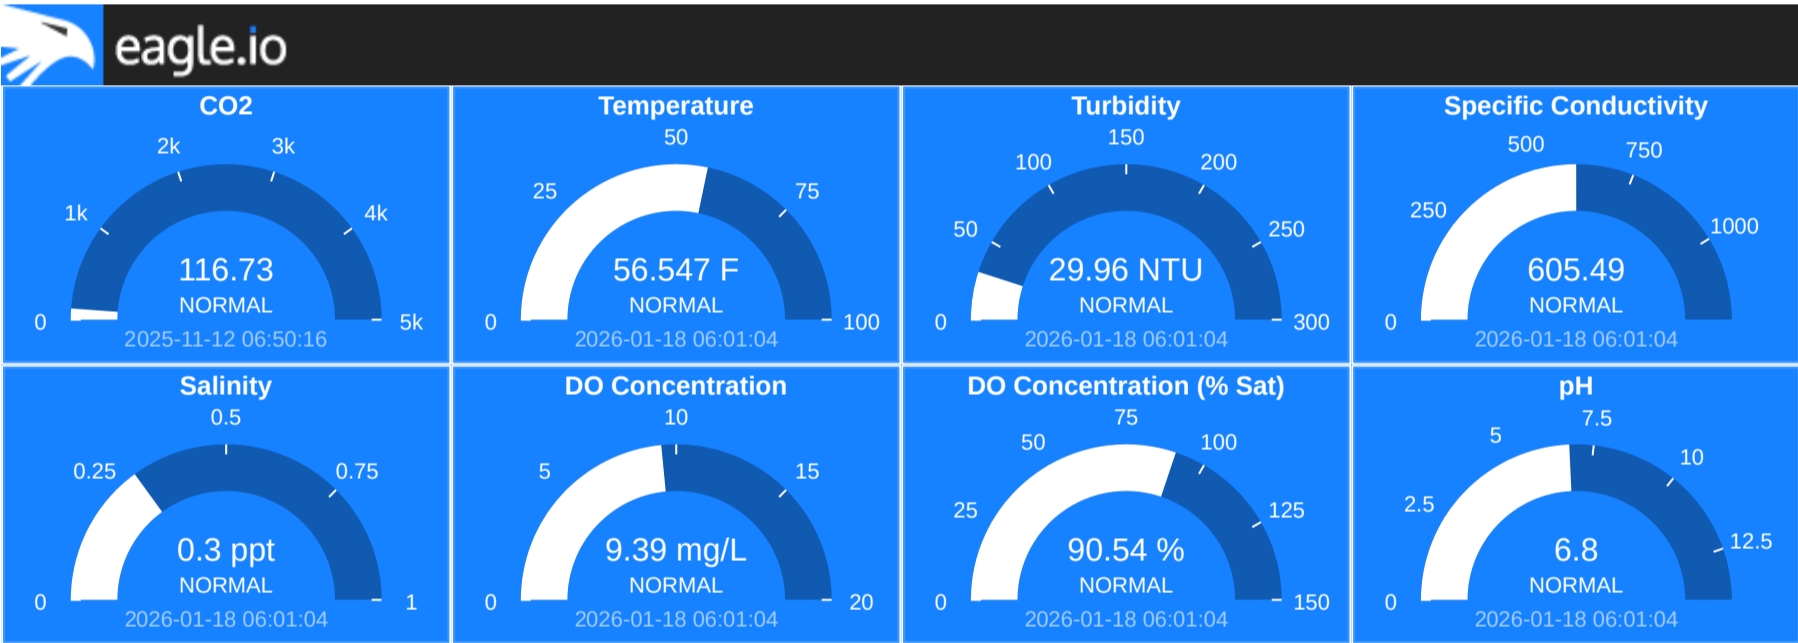 eagle.io
CO2
0
1k
2k
3k
4k
5k
116.73
NORMAL
2025-11-12 06:50:16
Temperature
0
25
50
75
100
56.547 F
NORMAL
2026-01-18 06:01:04
Turbidity
0
50
100
150
200
250
300
29.96 NTU
NORMAL
2026-01-18 06:01:04
Specific Conductivity
0
250
500
750
1000
605.49
NORMAL
2026-01-18 06:01:04
Salinity
0
0.25
0.5
0.75
1
0.3 ppt
NORMAL
2026-01-18 06:01:04
DO Concentration
0
5
10
15
20
9.39 mg/L
NORMAL
2026-01-18 06:01:04
DO Concentration (% Sat)
0
25
50
75
100
125
150
90.54 %
NORMAL
2026-01-18 06:01:04
pH
0
2.5
5
7.5
10
12.5
6.8
NORMAL
2026-01-18 06:01:04